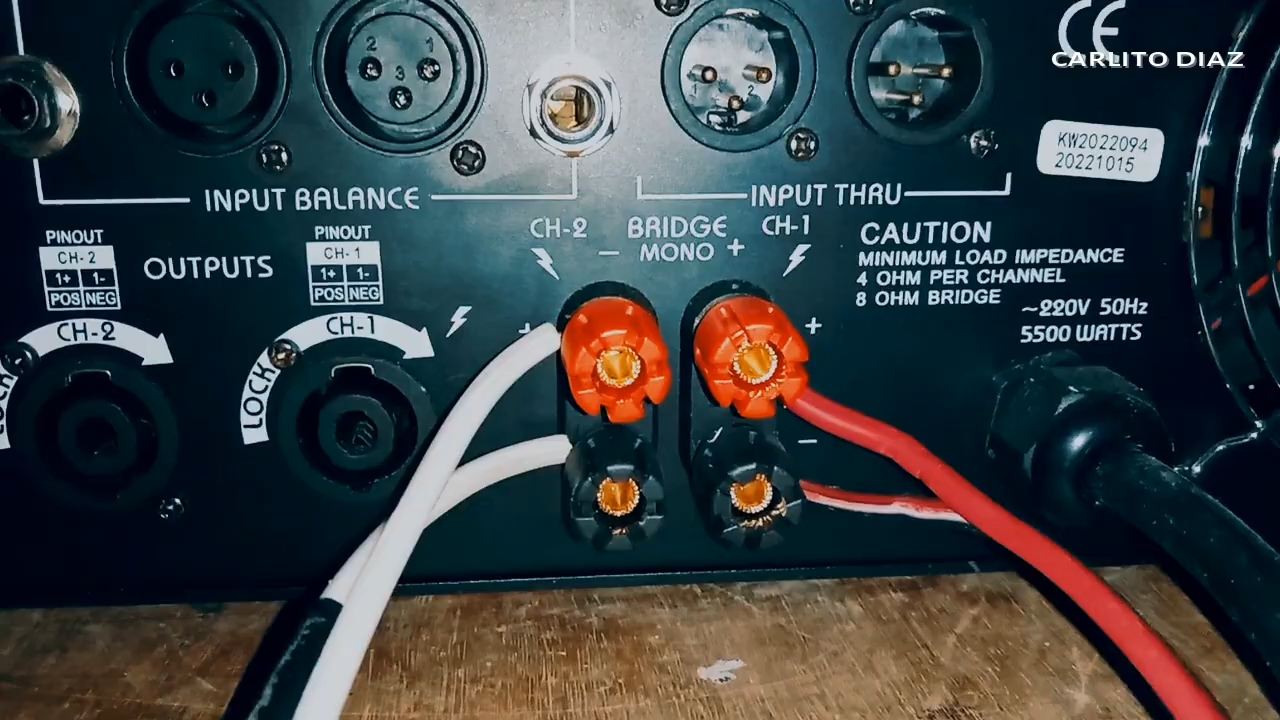 CE
CARLITO DIAZ
2 1
3
1 2
KW2022094
20221015
INPUT BALANCE
INPUT THRU
PINOUT
CH-2
1+ 1-
POS NEG
OUTPUTS
PINOUT
CH-1
1+ 1-
POS NEG
CH-2
BRIDGE
CH-1
- MONO +
CAUTION
MINIMUM LOAD IMPEDANCE
4 OHM PER CHANNEL
8 OHM BRIDGE
~220V 50Hz
5500 WATTS
CH-2
LOCK
CH-1
LOCK
+
+
-